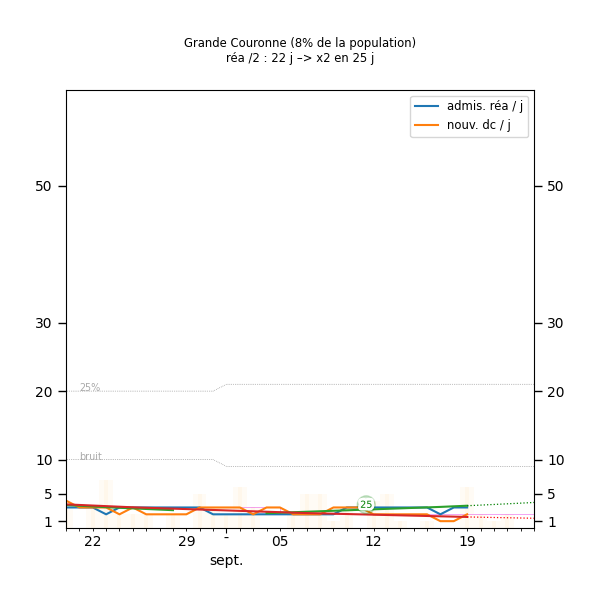 Grande Couronne (8% de la population)
réa /2 : 22 j –> x2 en 25 j
admis. réa / j
nouv. dc / j
50 50
30 30
25%
20 20
bruit
10 10
25
5 5
1 1
22 29 - 05 12 19
sept.